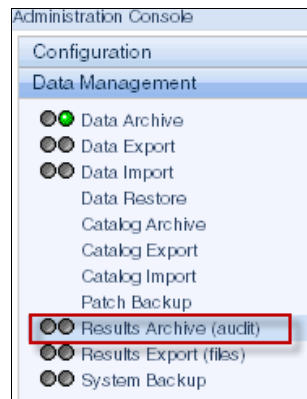 Administration Console
Configuration
Data Management
Data Archive
Data Export
Data Import
Data Restore
Catalog Archive
Catalog Export
Catalog Import
Patch Backup
Results Archive (audit)
Results Export (files)
System Backup